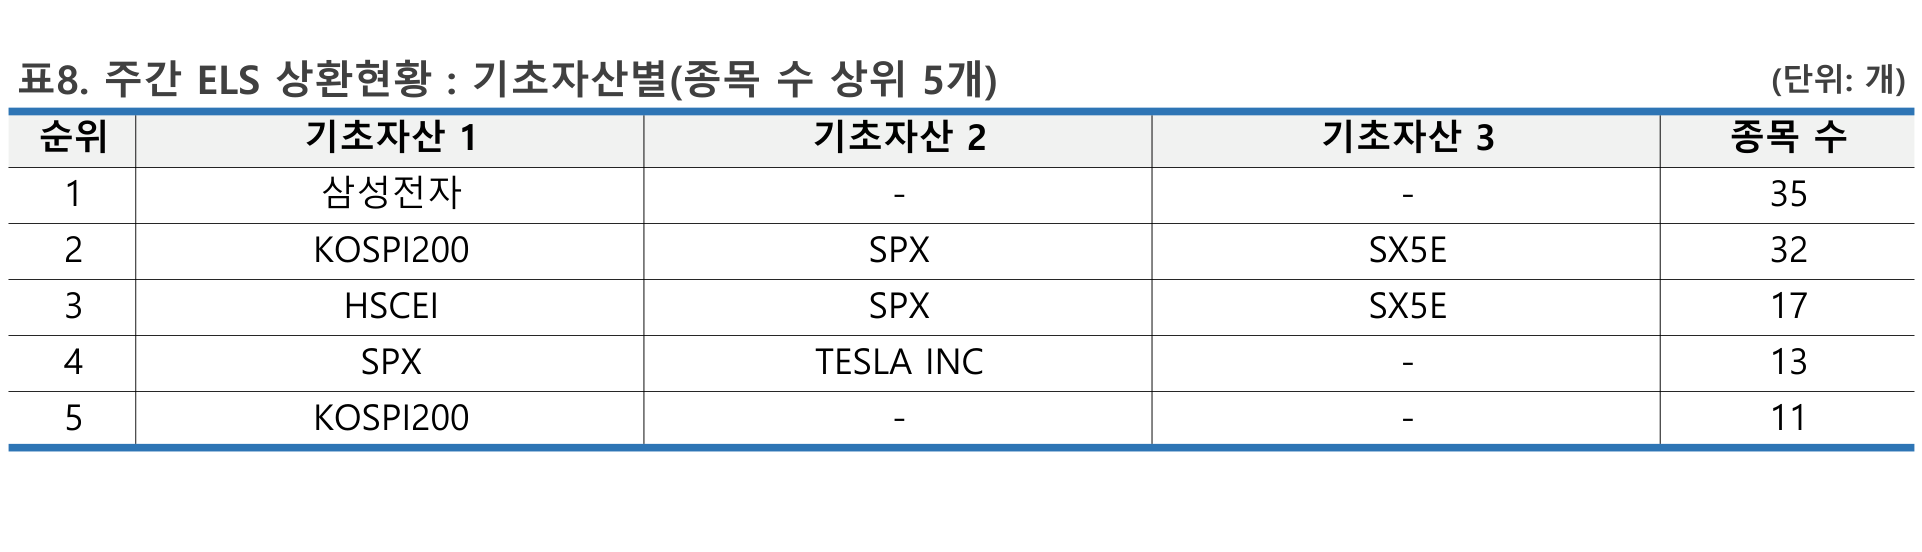 표8. 주간 ELS 상환현황 : 기초자산별(종목 수 상위 5개) (단위: 개)
순위 기초자산 1 기초자산 2 기초자산 3 종목 수
1 삼성전자 - - 35
2 KOSPI200 SPX SX5E 32
3 HSCEI SPX SX5E 17
4 SPX TESLA INC - 13
5 KOSPI200 - - 11